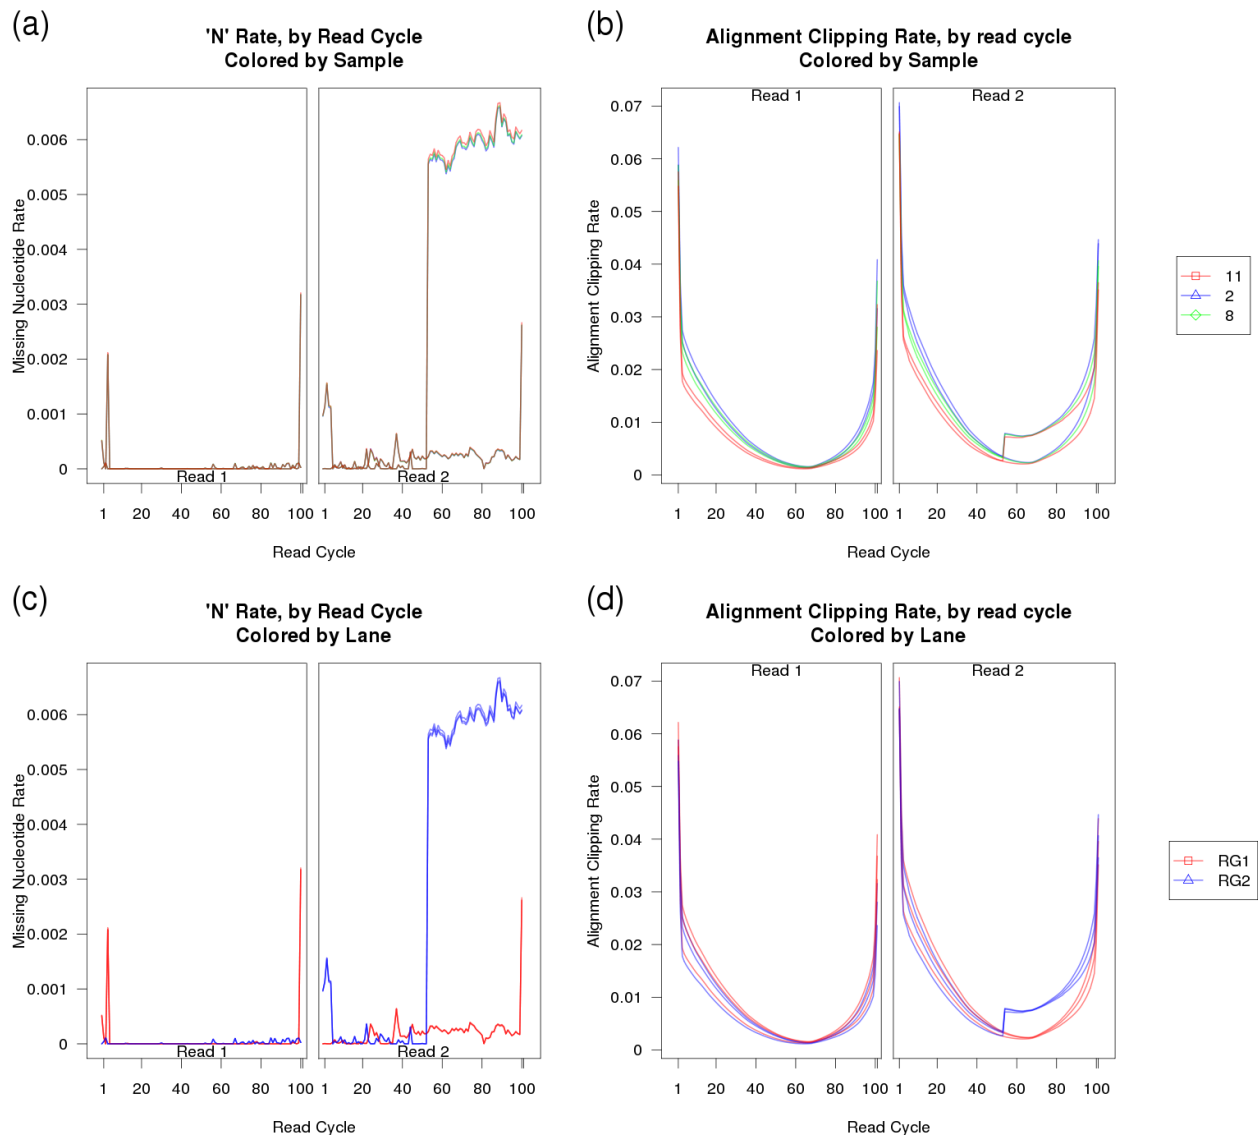 (a)
'N' Rate, by Read Cycle
Colored by Sample
Missing Nucleotide Rate
0.006
0.005
0.004
0.003
0.002
0.001
0
Read 1
Read 2
1 20 40 60 80 100
1 20 40 60 80 100
Read Cycle
(b)
Alignment Clipping Rate, by read cycle
Colored by Sample
Alignment Clipping Rate
0.07
0.06
0.05
0.04
0.03
0.02
0.01
0
Read 1
Read 2
1 20 40 60 80 100
1 20 40 60 80 100
Read Cycle
11
2
8
(c)
'N' Rate, by Read Cycle
Colored by Lane
Missing Nucleotide Rate
0.006
0.005
0.004
0.003
0.002
0.001
0
Read 1
Read 2
1 20 40 60 80 100
1 20 40 60 80 100
Read Cycle
(d)
Alignment Clipping Rate, by read cycle
Colored by Lane
Alignment Clipping Rate
0.07
0.06
0.05
0.04
0.03
0.02
0.01
0
Read 1
Read 2
1 20 40 60 80 100
1 20 40 60 80 100
Read Cycle
RG1
RG2